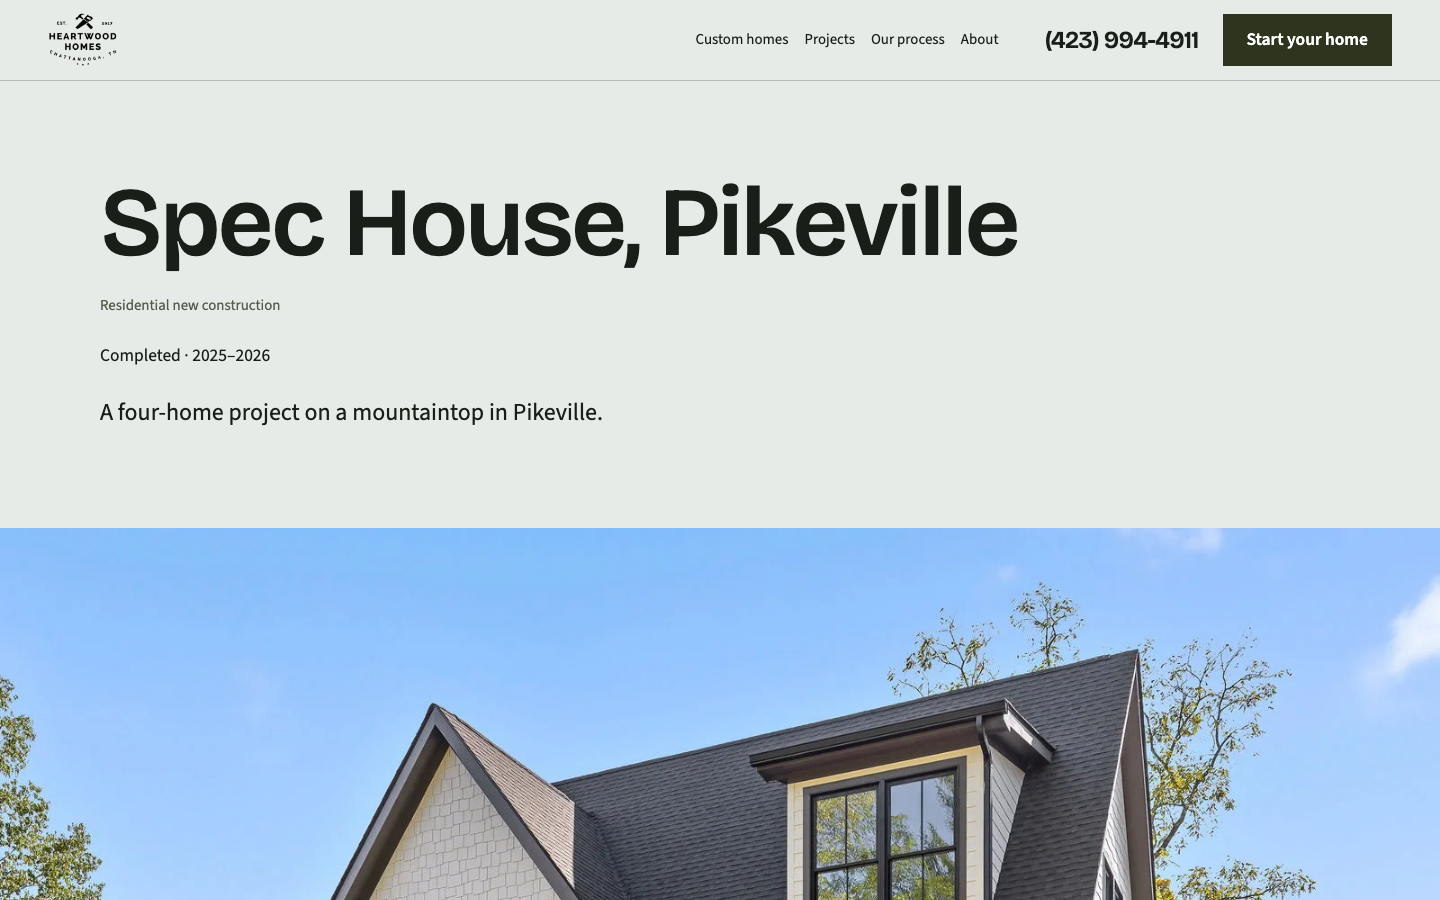 EST. 2017
HEARTWOOD
HOMES
CHATTANOOGA, TN
Custom homes
Projects
Our process
About
(423) 994-4911
Start your home
Spec House, Pikeville
Residential new construction
Completed · 2025–2026
A four-home project on a mountaintop in Pikeville.